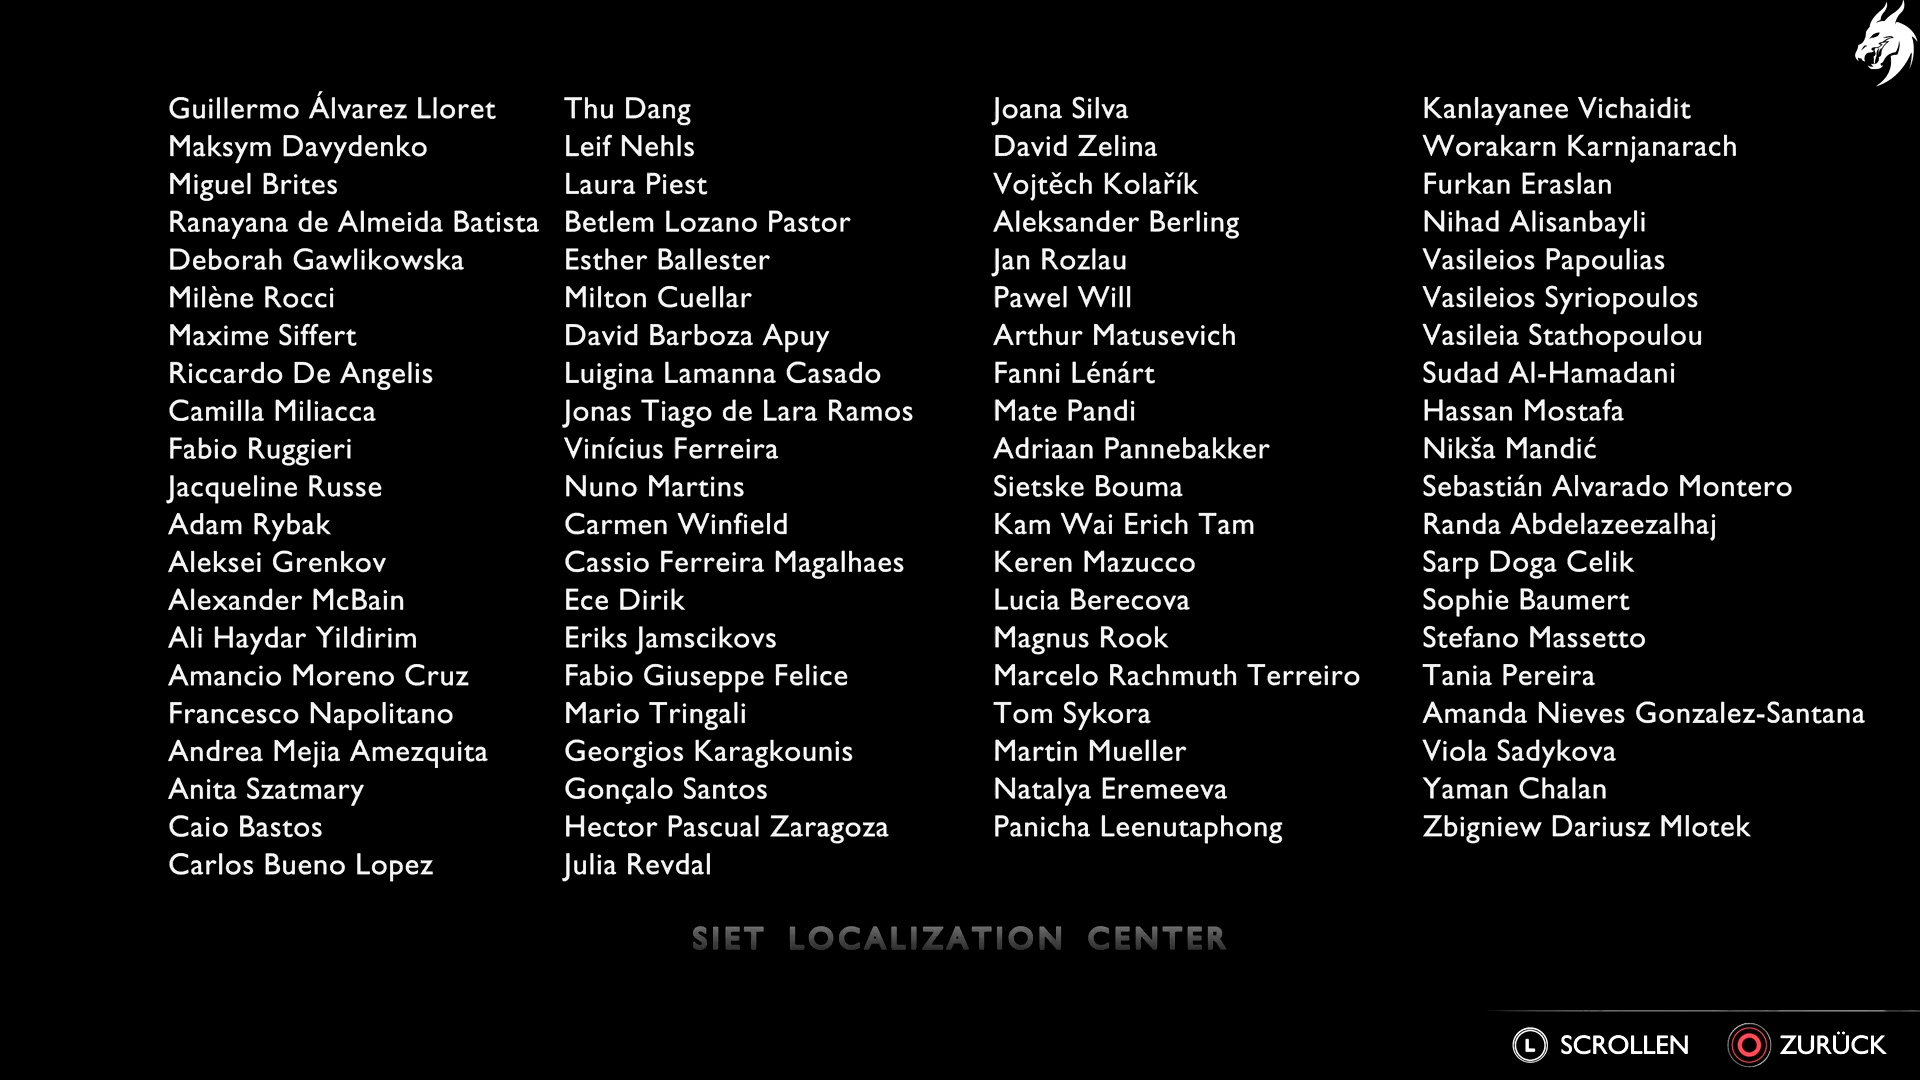 Guillermo Álvarez Lloret
Maksym Davydenko
Miguel Brites
Ranayana de Almeida Batista
Deborah Gawlikowska
Milène Rocci
Maxime Siffert
Riccardo De Angelis
Camilla Miliacca
Fabio Ruggieri
Jacqueline Russe
Adam Rybak
Aleksei Grenkov
Alexander McBain
Ali Haydar Yildirim
Amancio Moreno Cruz
Francesco Napolitano
Andrea Mejia Amezquita
Anita Szatmary
Caio Bastos
Carlos Bueno Lopez
Thu Dang
Leif Nehls
Laura Piest
Betlem Lozano Pastor
Esther Ballester
Milton Cuellar
David Barboza Apuy
Luigina Lamanna Casado
Jonas Tiago de Lara Ramos
Vinícius Ferreira
Nuno Martins
Carmen Winfield
Cassio Ferreira Magalhaes
Ece Dirik
Eriks Jamscikovs
Fabio Giuseppe Felice
Mario Tringali
Georgios Karagkounis
Gonçalo Santos
Hector Pascual Zaragoza
Julia Revdal
Joana Silva
David Zelina
Vojtěch Kolařík
Aleksander Berling
Jan Rozlau
Pawel Will
Arthur Matusevich
Fanni Lénárt
Mate Pandi
Adriaan Pannebakker
Sietske Bouma
Kam Wai Erich Tam
Keren Mazucco
Lucia Berecova
Magnus Rook
Marcelo Rachmuth Terreiro
Tom Sykora
Martin Mueller
Natalya Eremeeva
Panicha Leenutaphong
Kanlayanee Vichaidit
Worakarn Karnjanarach
Furkan Eraslan
Nihad Alisanbayli
Vasileios Papoulias
Vasileios Syriopoulos
Vasileia Stathopoulou
Sudad Al-Hamadani
Hassan Mostafa
Nikša Mandić
Sebastián Alvarado Montero
Randa Abdelazeezalhaj
Sarp Doga Celik
Sophie Baumert
Stefano Massetto
Tania Pereira
Amanda Nieves Gonzalez-Santana
Viola Sadykova
Yaman Chalan
Zbigniew Dariusz Mlotek
SIET LOCALIZATION CENTER
L SCROLLEN ZURÜCK